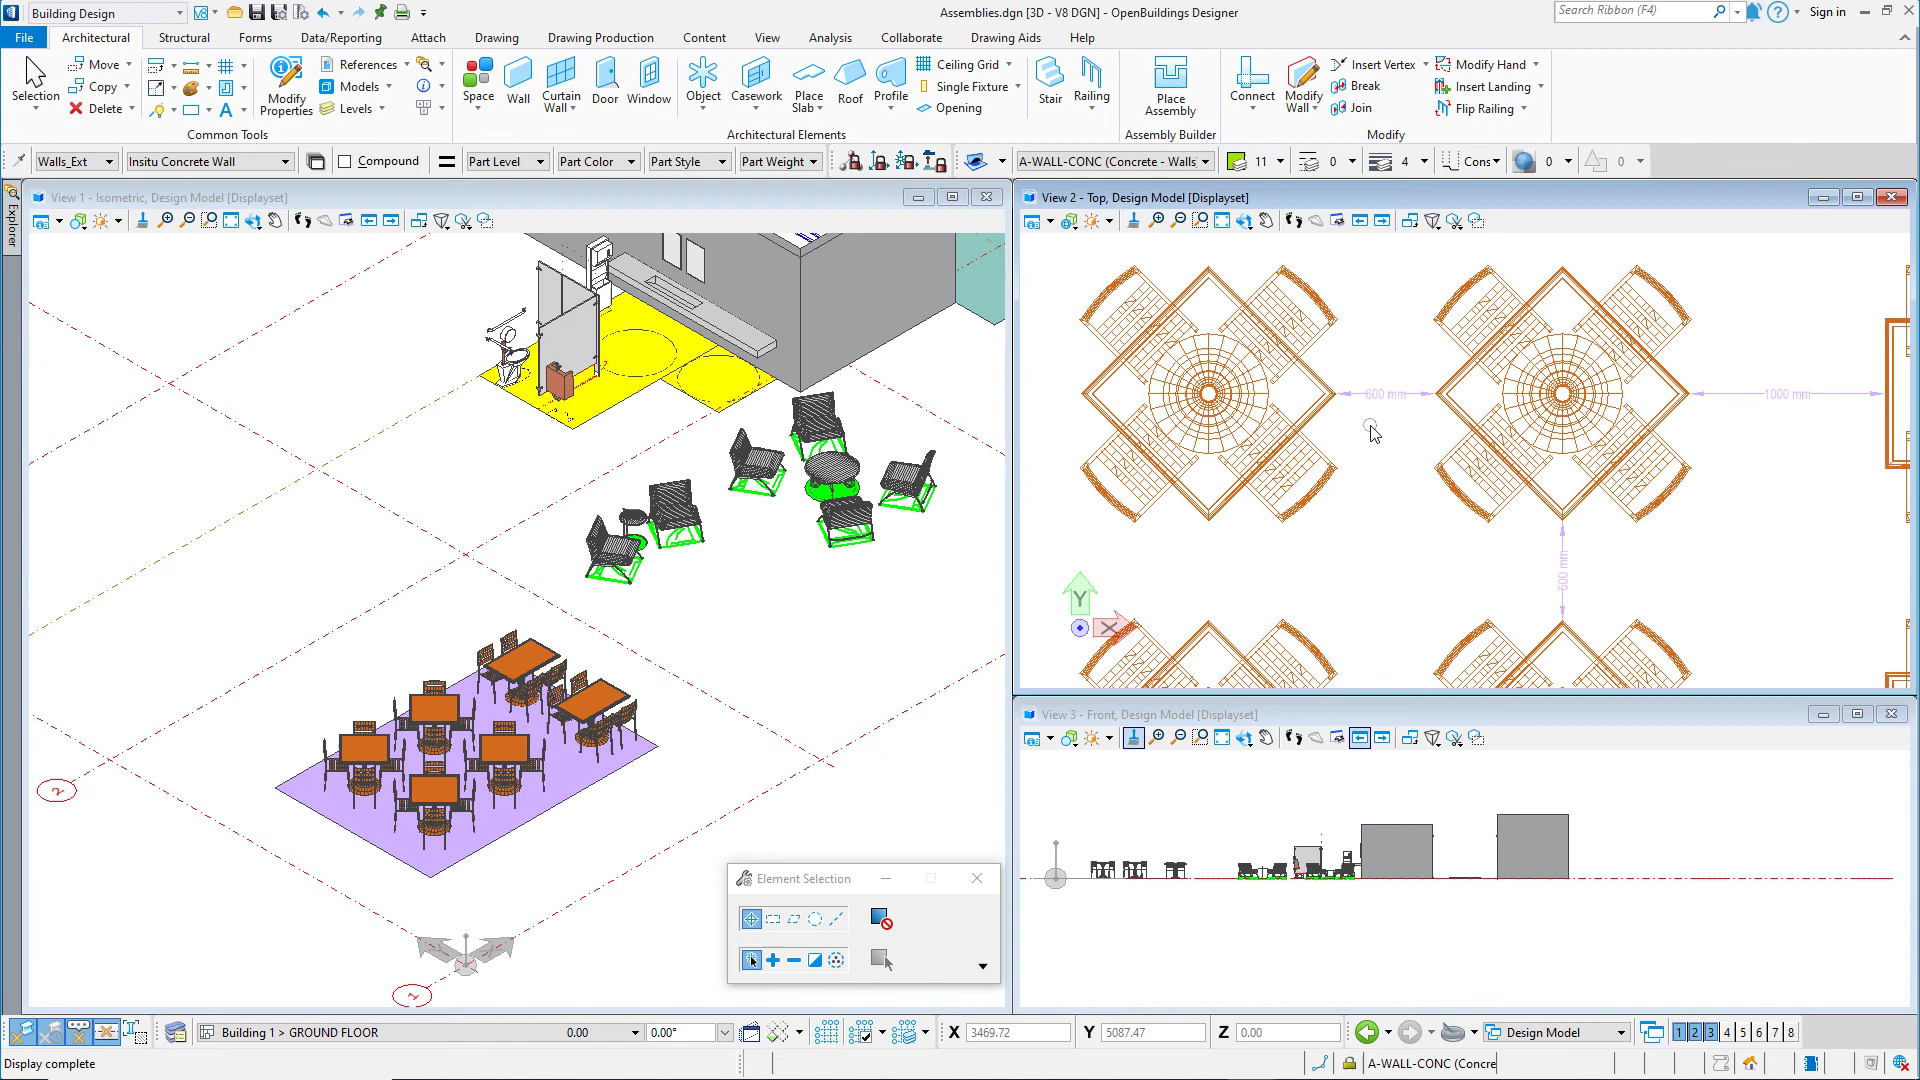 Building Design
Assemblies.dgn [3D - V8 DGN] - OpenBuildings Designer
Search Ribbon (F4)
Sign in
File Architectural Structural Forms Data/Reporting Attach Drawing Drawing Production Content View Analysis Collaborate Drawing Aids Help
Selection
Move
Copy
Delete
Common Tools
Modify Properties
References
Models
Levels
Space
Wall
Curtain Wall
Door
Window
Object
Casework
Place Slab
Roof
Profile
Ceiling Grid
Single Fixture
Opening
Stair
Railing
Architectural Elements
Place Assembly
Assembly Builder
Connect
Modify Wall
Insert Vertex
Break
Join
Modify Hand
Insert Landing
Flip Railing
Modify
Walls_Ext Insitu Concrete Wall Compound Part Level Part Color Part Style Part Weight A-WALL-CONC (Concrete - Walls 11 0 4 Cons 0 0
Explorer
View 1 - Isometric, Design Model [Displayset]
2
1
View 2 - Top, Design Model [Displayset]
600 mm
1000 mm
600 mm
Y
X
View 3 - Front, Design Model [Displayset]
Element Selection
Building 1 > GROUND FLOOR 0.00 0.00° X 3469.72 Y 5087.47 Z 0.00 Design Model 1 2 3 4 5 6 7 8
Display complete
A-WALL-CONC (Concre